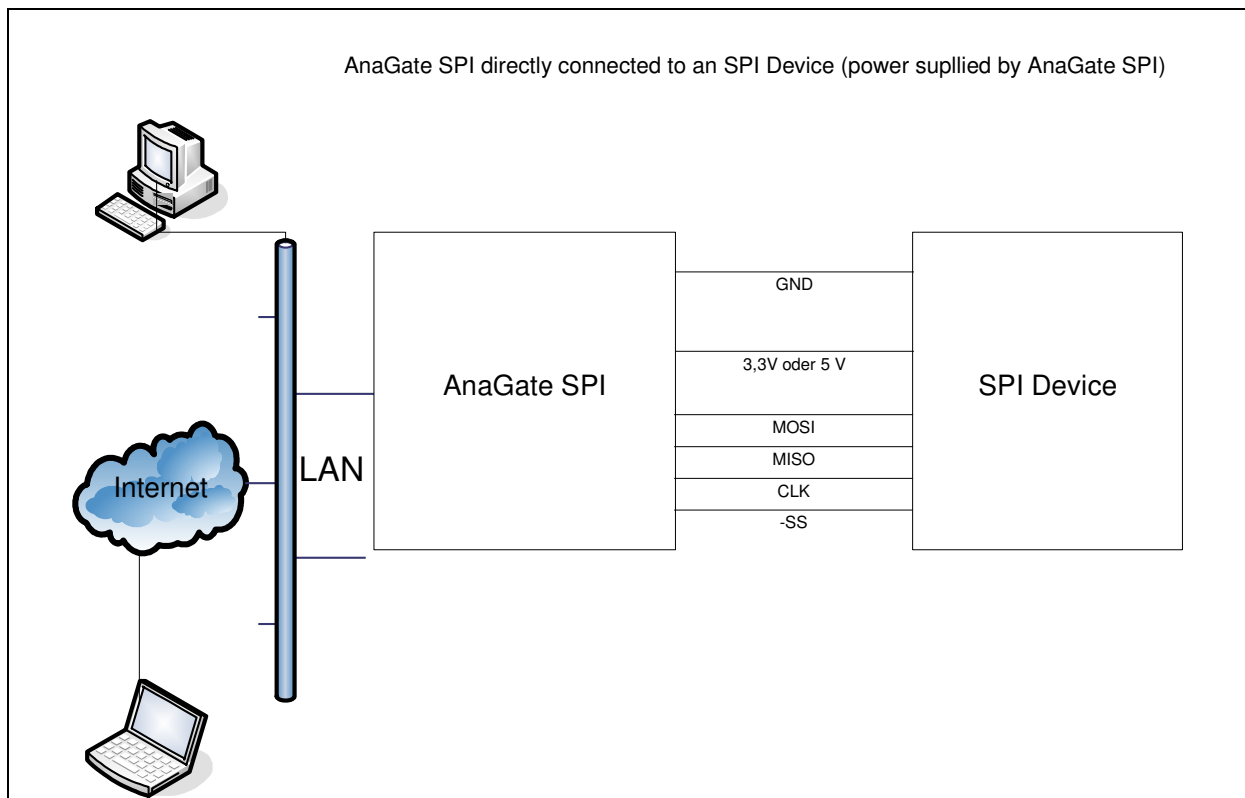 AnaGate SPI directly connected to an SPI Device (power supllied by AnaGate SPI)
GND
3,3V oder 5 V
AnaGate SPI
SPI Device
MOSI
MISO
LAN
Internet
CLK
-SS